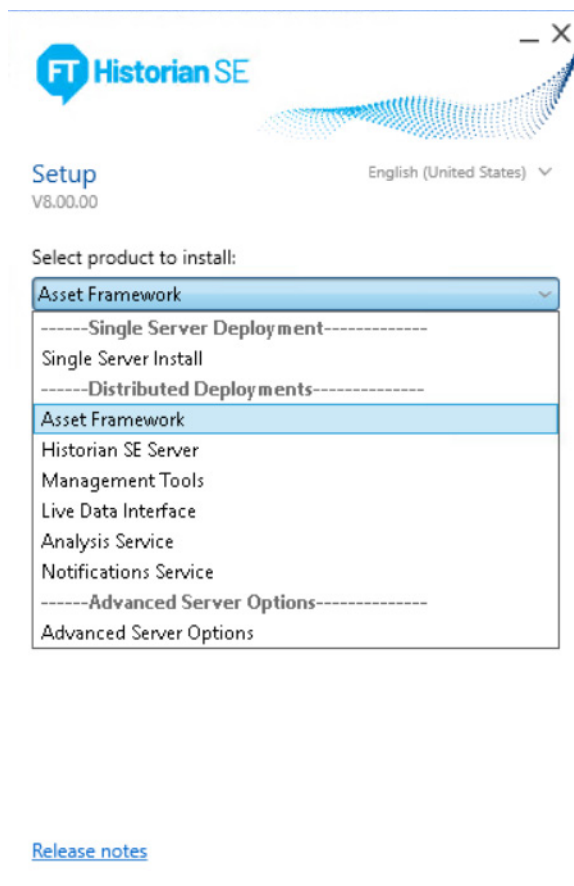 FT Historian SE
Setup
English (United States)
V8.00.00
Select product to install:
Asset Framework
------Single Server Deployment-------------
Single Server Install
------Distributed Deployments--------------
Asset Framework
Historian SE Server
Management Tools
Live Data Interface
Analysis Service
Notifications Service
------Advanced Server Options--------------
Advanced Server Options
Release notes